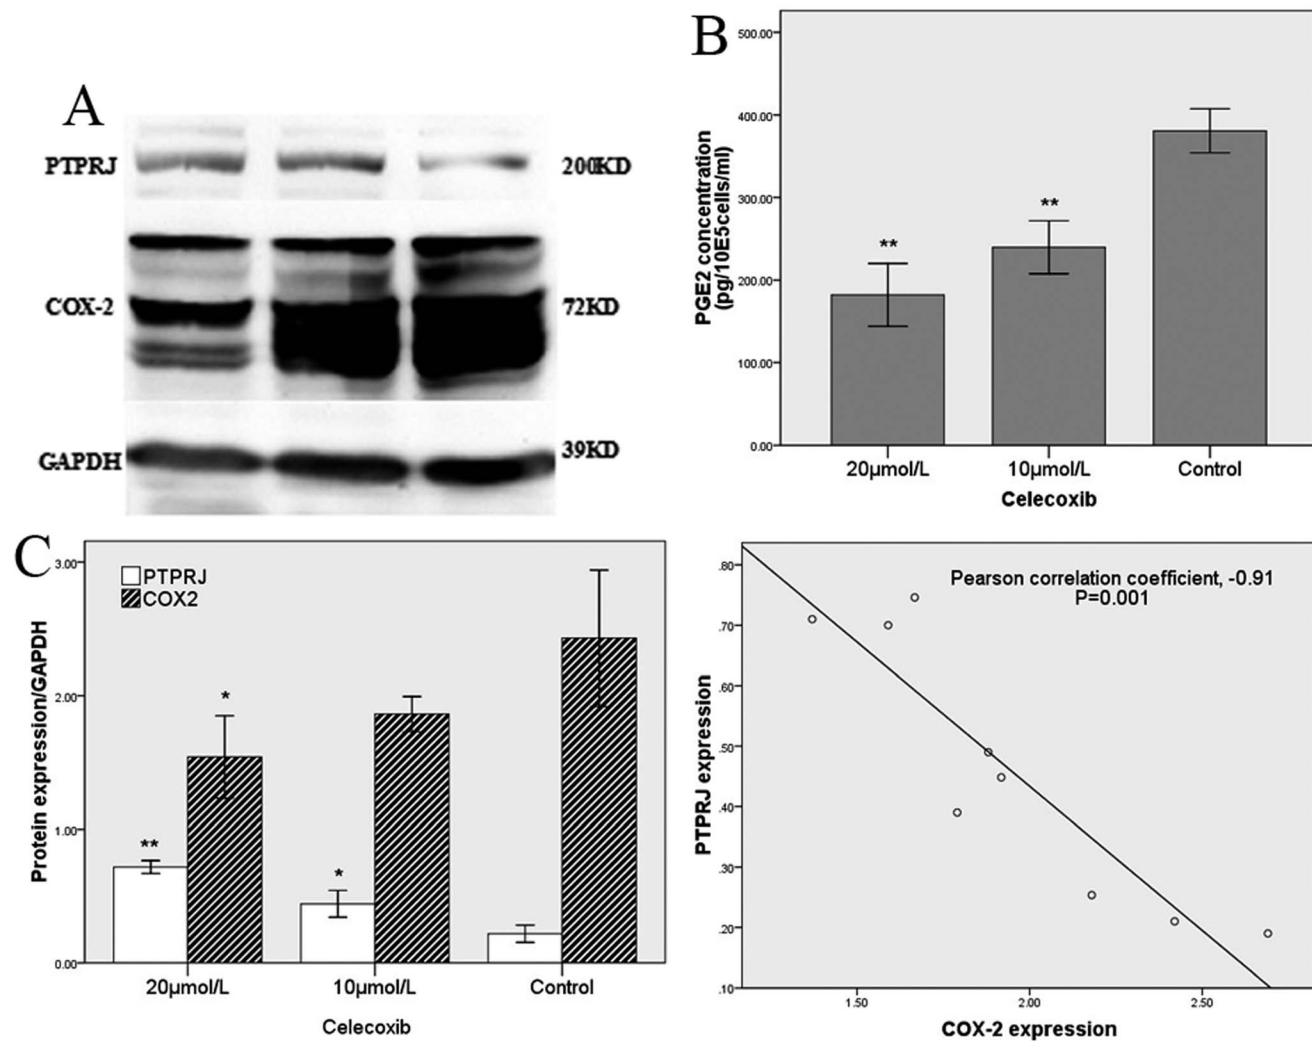 A
PTPRJ
200KD
COX-2
72KD
GAPDH
39KD
B
500.00
400.00
300.00
200.00
100.00
0.00
PGE2 concentration
(pg/10E5cells/ml)
**
**
20μmol/L
10μmol/L
Control
Celecoxib
C
3.00
2.00
1.00
0.00
Protein expression/GAPDH
PTPRJ
COX2
**
*
*
20μmol/L
10μmol/L
Control
Celecoxib
Pearson correlation coefficient, -0.91
P=0.001
.80
.70
.60
.50
.40
.30
.20
.10
PTPRJ expression
1.50
2.00
2.50
COX-2 expression